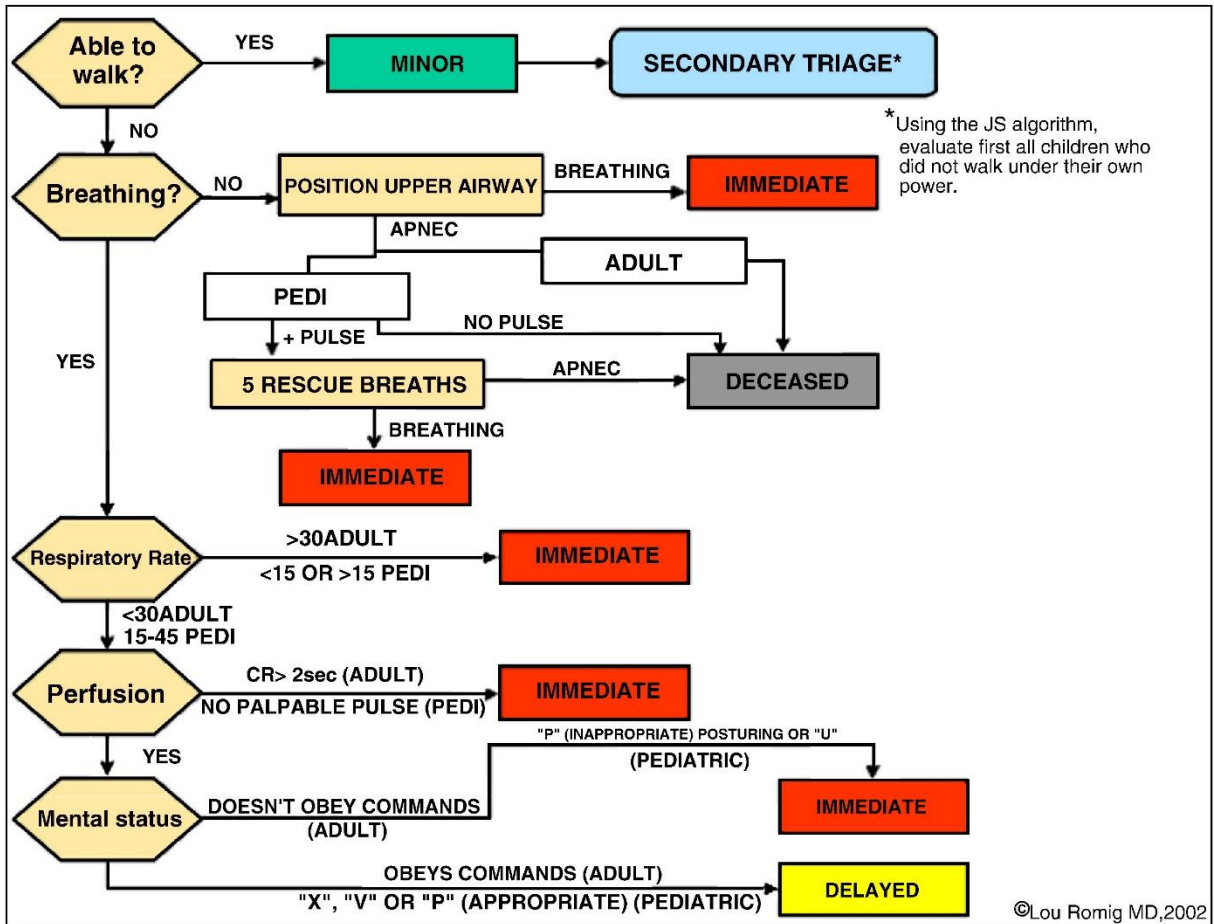 Able to
walk?
YES
MINOR
SECONDARY TRIAGE*
*Using the JS algorithm,
evaluate first all children who
did not walk under their own
power.
NO
Breathing?
NO
POSITION UPPER AIRWAY
BREATHING
IMMEDIATE
APNEC
ADULT
PEDI
NO PULSE
+ PULSE
YES
5 RESCUE BREATHS
APNEC
DECEASED
BREATHING
IMMEDIATE
Respiratory Rate
>30ADULT
<15 OR >15 PEDI
IMMEDIATE
<30ADULT
15-45 PEDI
Perfusion
CR> 2sec (ADULT)
NO PALPABLE PULSE (PEDI)
IMMEDIATE
YES
"P" (INAPPROPRIATE) POSTURING OR "U"
(PEDIATRIC)
Mental status
DOESN'T OBEY COMMANDS
(ADULT)
IMMEDIATE
OBEYS COMMANDS (ADULT)
"X", "V" OR "P" (APPROPRIATE) (PEDIATRIC)
DELAYED
©Lou Romig MD,2002